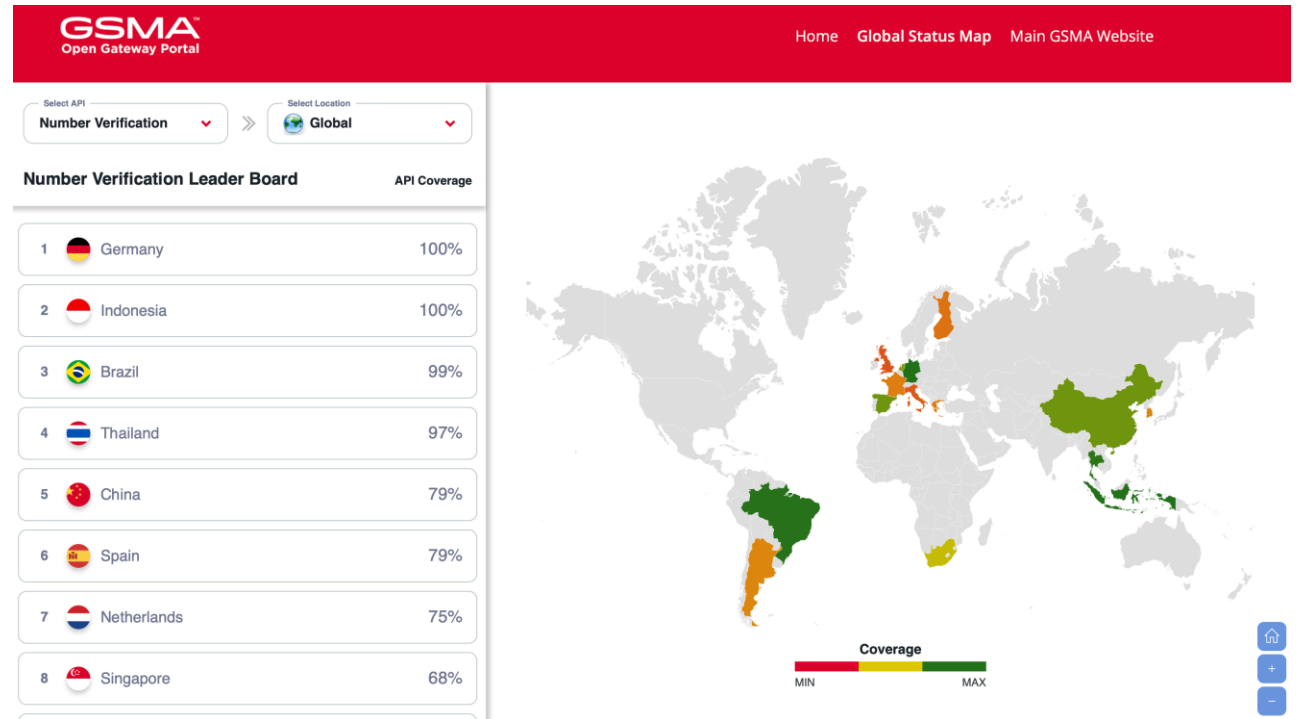 GSMA™
Open Gateway Portal
Home Global Status Map Main GSMA Website
Select API
Number Verification
Select Location
Global
Number Verification Leader Board API Coverage
1 Germany 100%
2 Indonesia 100%
3 Brazil 99%
4 Thailand 97%
5 China 79%
6 Spain 79%
7 Netherlands 75%
8 Singapore 68%
Coverage
MIN MAX
+
−